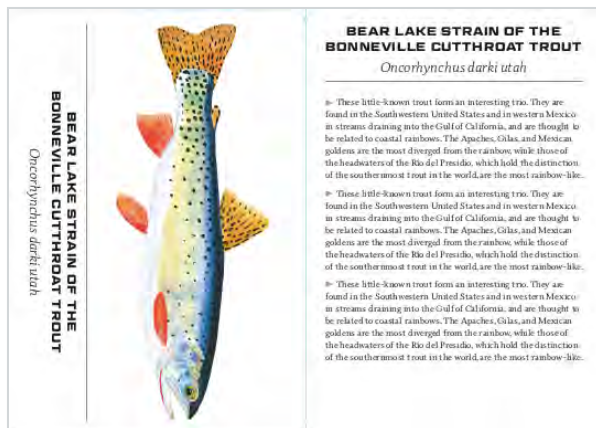 BEAR LAKE STRAIN OF THE
BONNEVILLE CUTTHROAT TROUT
Oncorhynchus darki utah
BEAR LAKE STRAIN OF THE
BONNEVILLE CUTTHROAT TROUT
Oncorhynchus darki utah
These little-known trout form an interesting trio. They are
found in the Southwestern United States and in western Mexico
in streams draining into the Gulf of California, and are thought to
be related to coastal rainbows. The Apaches, Gilas, and Mexican
goldens are the most diverged from the rainbow, while those of
the headwaters of the Rio del Presidio, which hold the distinction
of the southernmost trout in the world, are the most rainbow-like.
These little-known trout form an interesting trio. They are
found in the Southwestern United States and in western Mexico
in streams draining into the Gulf of California, and are thought to
be related to coastal rainbows. The Apaches, Gilas, and Mexican
goldens are the most diverged from the rainbow, while those of
the headwaters of the Rio del Presidio, which hold the distinction
of the southernmost trout in the world, are the most rainbow-like.
These little-known trout form an interesting trio. They are
found in the Southwestern United States and in western Mexico
in streams draining into the Gulf of California, and are thought to
be related to coastal rainbows. The Apaches, Gilas, and Mexican
goldens are the most diverged from the rainbow, while those of
the headwaters of the Rio del Presidio, which hold the distinction
of the southernmost trout in the world, are the most rainbow-like.